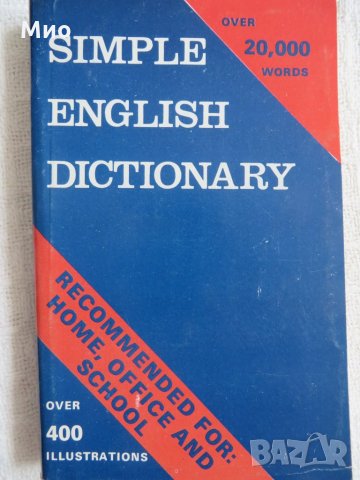 Мио
OVER
20,000
WORDS
SIMPLE
ENGLISH
DICTIONARY
RECOMMENDED FOR:
HOME, OFFICE AND
SCHOOL
OVER
400
ILLUSTRATIONS
BAZAR